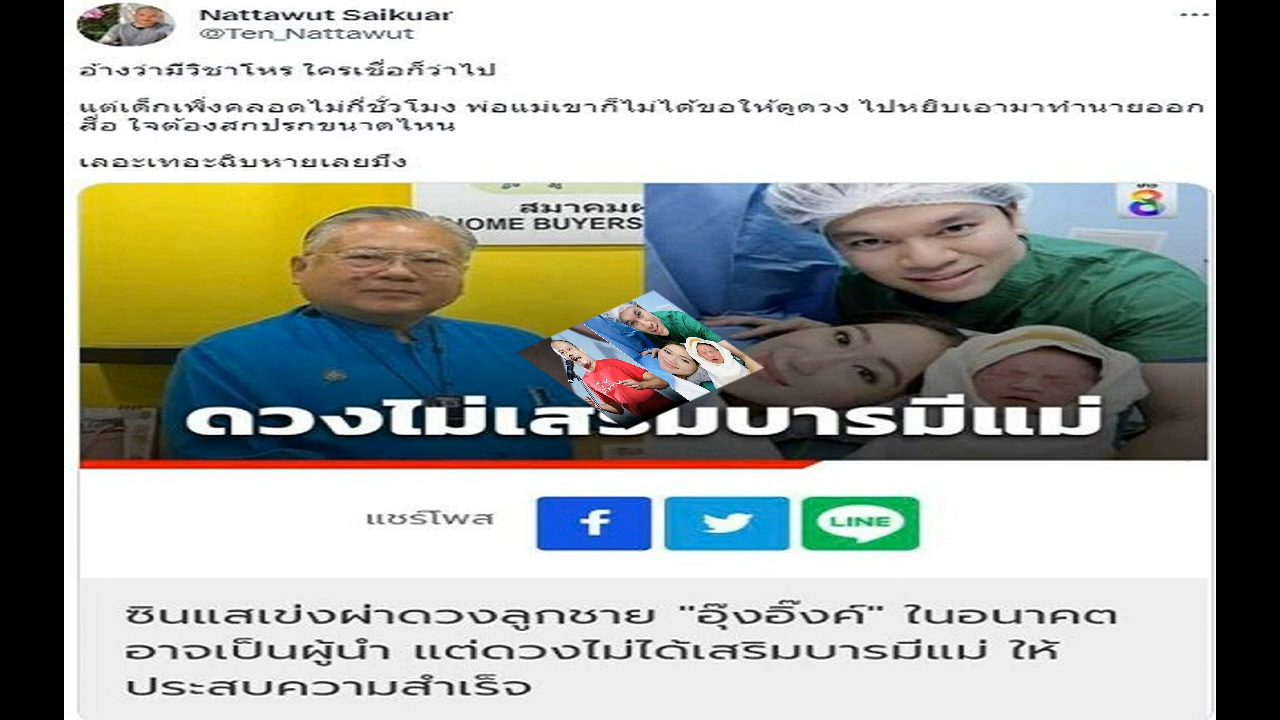 Nattawut Saikuar
@Ten_Nattawut
อ้างว่ามีวิชาโหร ใครเชื่อก็ว่าไป
แต่เด็กเพิ่งคลอดไม่กี่ชั่วโมง พ่อแม่เขาก็ไม่ได้ขอให้ดูดวง ไปหยิบเอามาทำนายออก
สื่อ ใจต้องสกปรกขนาดไหน
เลอะเทอะฉิบหายเลยมึง
สมาคมผ
HOME BUYERS
8
ดวงไม่เสริมบารมีแม่
แชร์โพส
f
LINE
ซินแสเข่งผ่าดวงลูกชาย "อุ๊งอิ๊งค์" ในอนาคต
อาจเป็นผู้นำ แต่ดวงไม่ได้เสริมบารมีแม่ ให้
ประสบความสำเร็จ